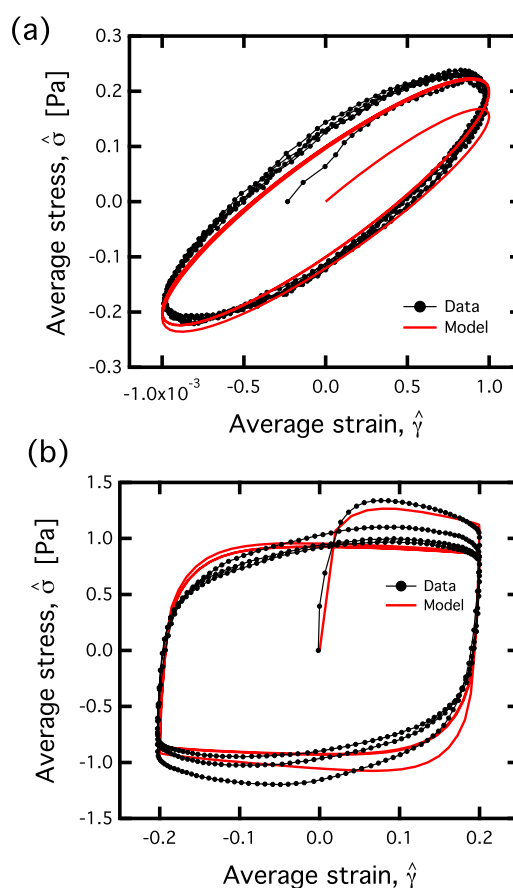 (a)
0.3
0.2
0.1
0.0
-0.1
-0.2
-0.3
Average stress, σ̂ [Pa]
Data
Model
-1.0x10⁻³
-0.5
0.0
0.5
1.0
Average strain, γ̂
(b)
1.5
1.0
0.5
0.0
-0.5
-1.0
-1.5
Average stress, σ̂ [Pa]
Data
Model
-0.2
-0.1
0.0
0.1
0.2
Average strain, γ̂